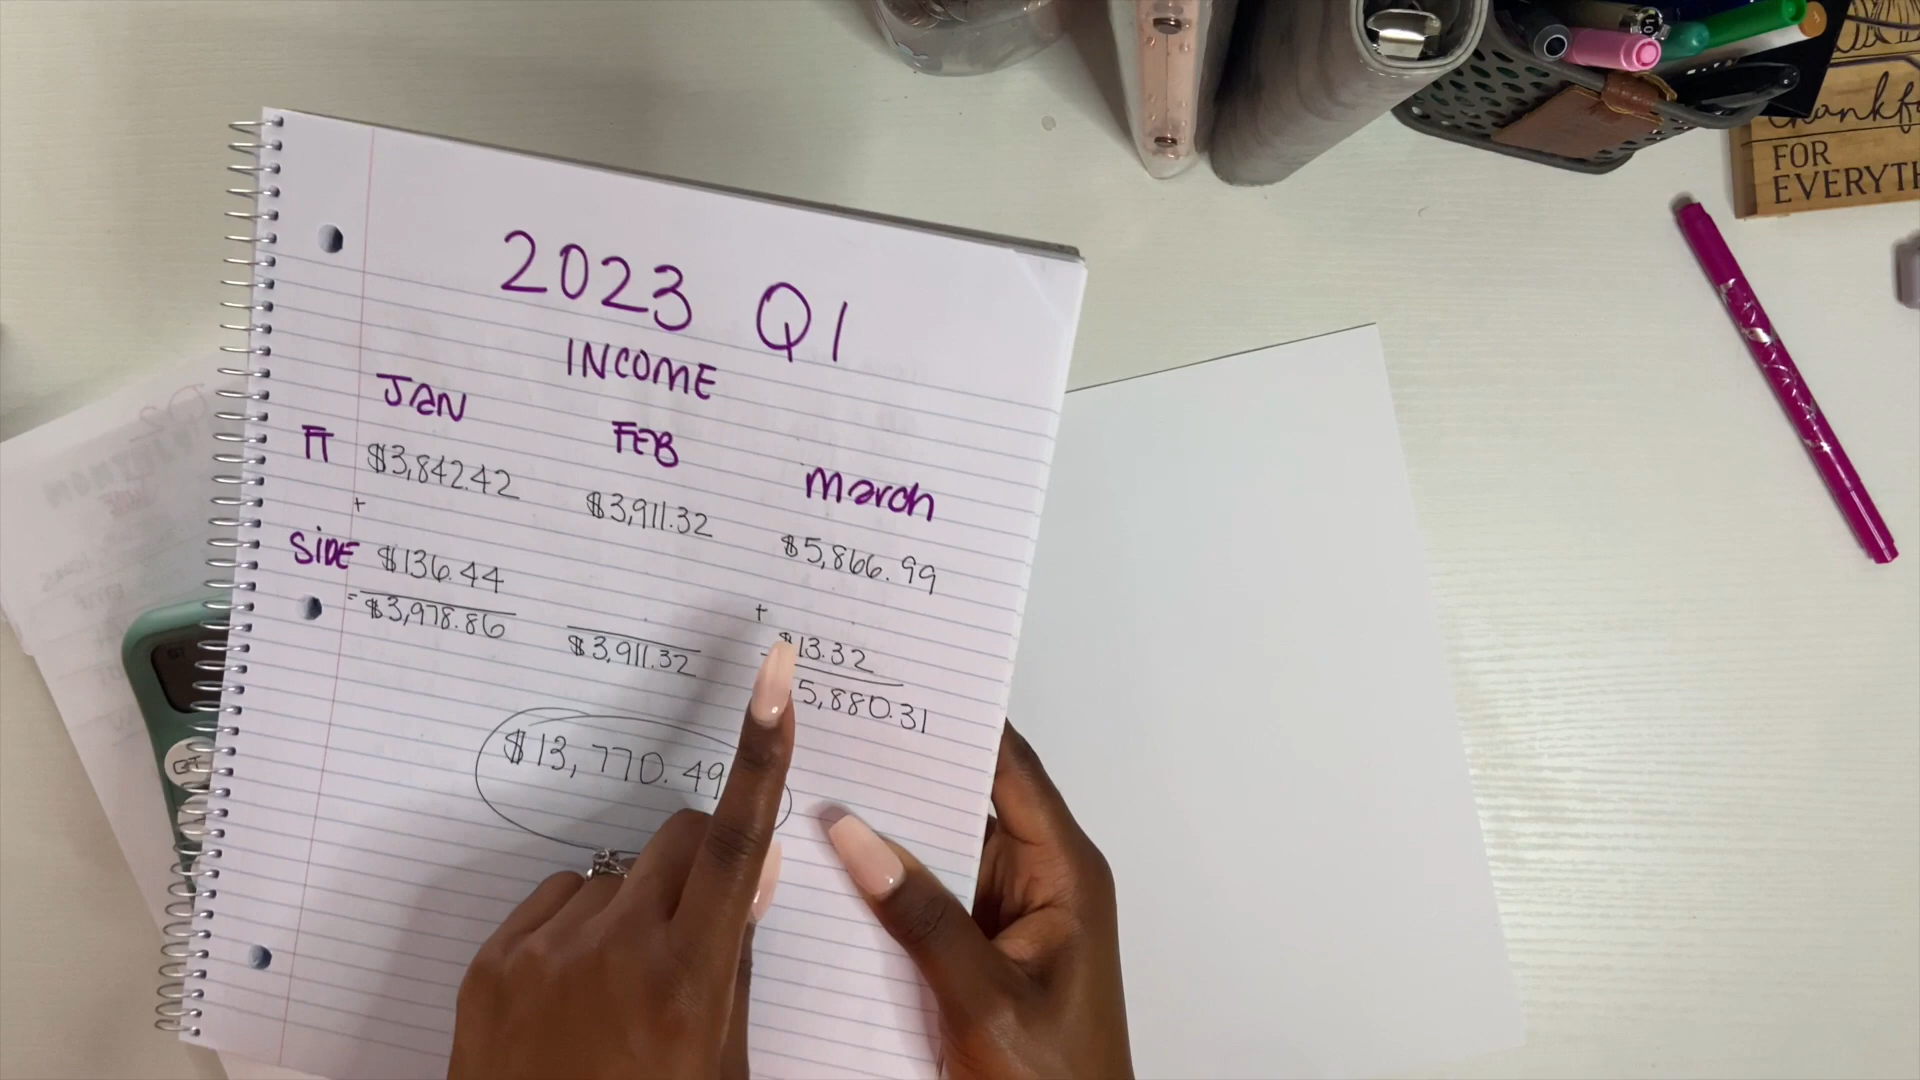 2023 Q1
INCOME
JAN FEB March
FT $3,842.42 $3,911.32 $5,866.99
+
SIDE $136.44 + $13.32
= $3,978.86 $3,911.32 5,880.31
$13,770.49
FOR
EVERYTH